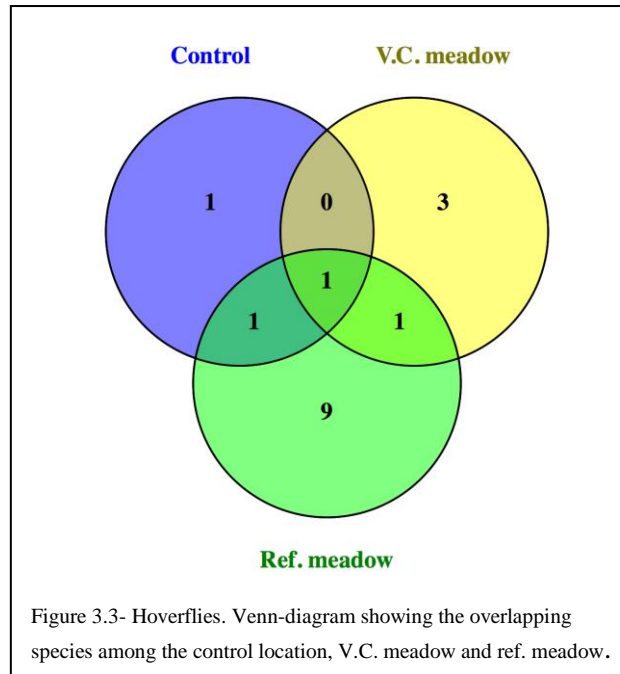 Control V.C. meadow
1 0 3
1
1 1
9
Ref. meadow
Figure 3.3- Hoverflies. Venn-diagram showing the overlapping
species among the control location, V.C. meadow and ref. meadow.